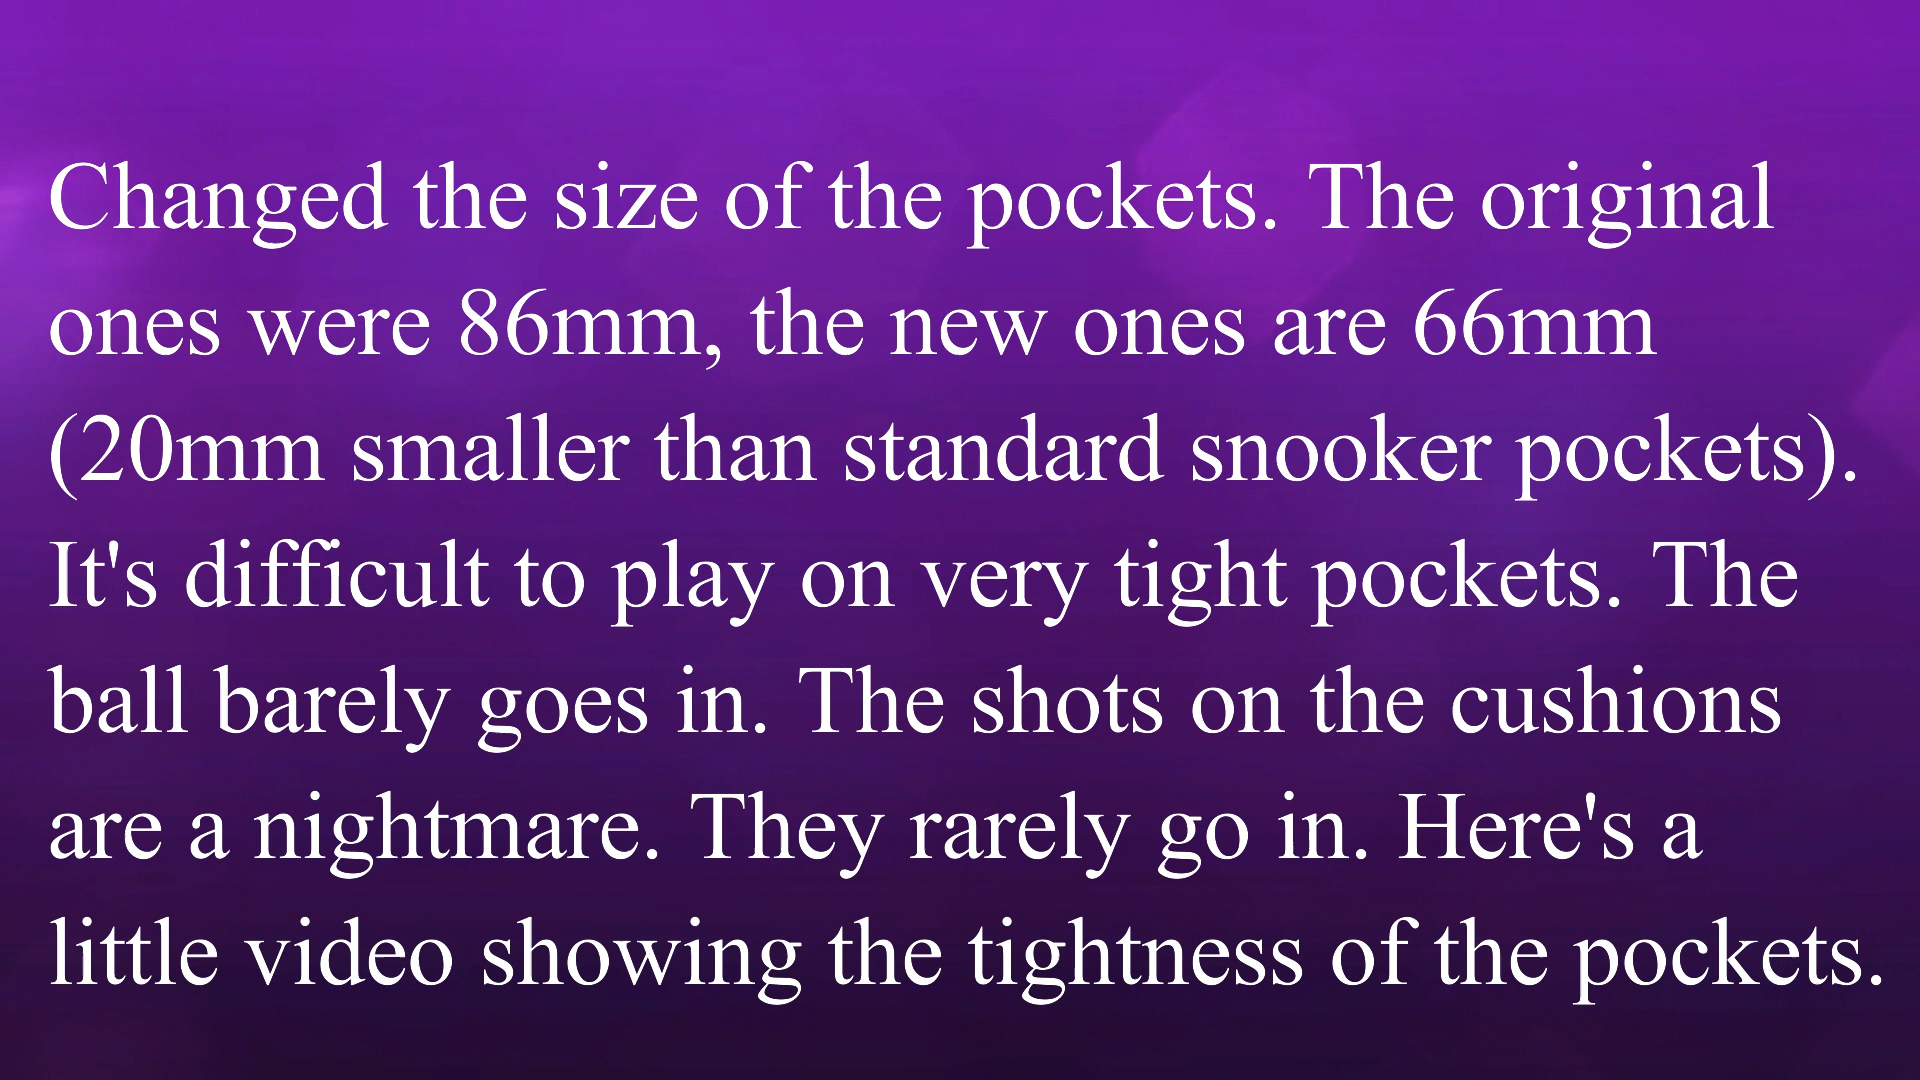 Changed the size of the pockets. The original
ones were 86mm, the new ones are 66mm
(20mm smaller than standard snooker pockets).
It's difficult to play on very tight pockets. The
ball barely goes in. The shots on the cushions
are a nightmare. They rarely go in. Here's a
little video showing the tightness of the pockets.